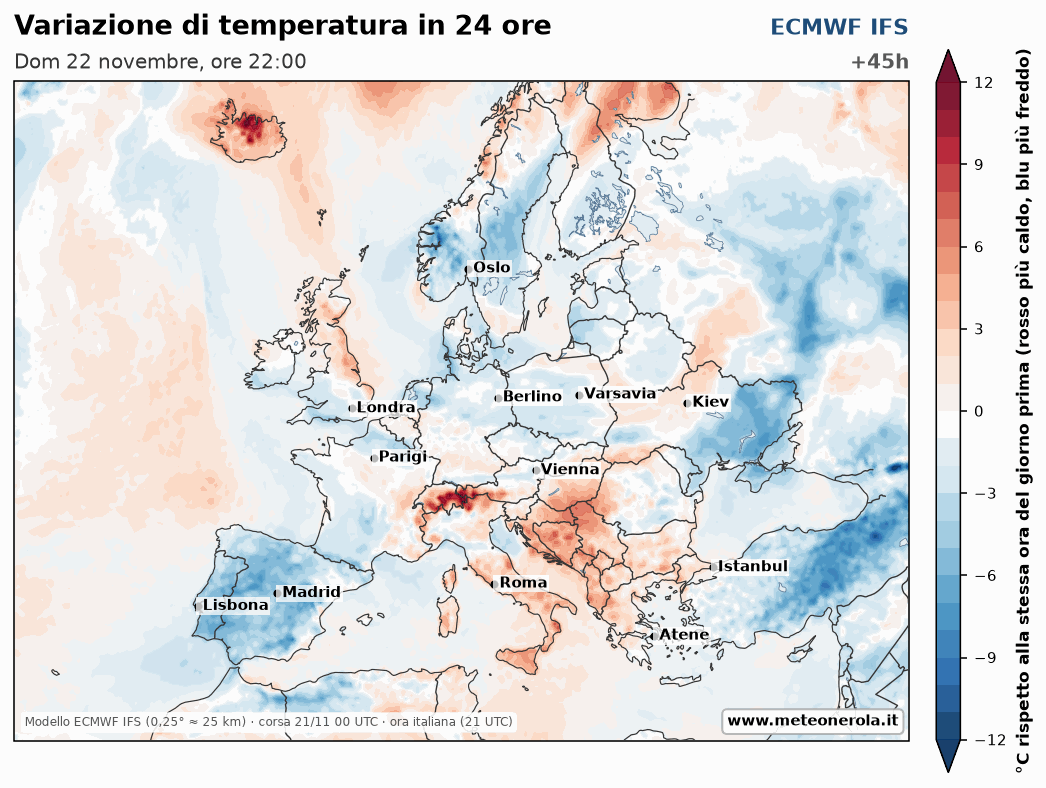 Variazione di temperatura in 24 ore
ECMWF IFS
Dom 22 novembre, ore 22:00
+45h
Oslo
Londra
Berlino
Varsavia
Kiev
Parigi
Vienna
Madrid
Lisbona
Roma
Istanbul
Atene
Modello ECMWF IFS (0,25° ≈ 25 km) · corsa 21/11 00 UTC · ora italiana (21 UTC)
www.meteonerola.it
12
9
6
3
0
−3
−6
−9
−12
°C rispetto alla stessa ora del giorno prima (rosso più caldo, blu più freddo)